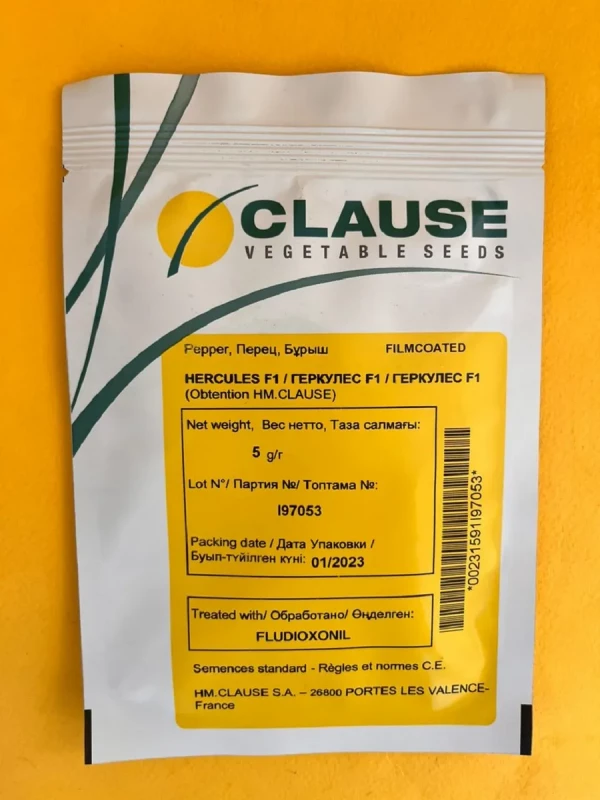 CLAUSE
VEGETABLE SEEDS
Pepper, Перец, Бұрыш FILMCOATED
HERCULES F1 / ГЕРКУЛЕС F1 / ГЕРКУЛЕС F1
(Obtention HM.CLAUSE)
Net weight, Вес нетто, Таза салмағы:
5 g/г
Lot N°/ Партия №/ Топтама №:
I97053
Packing date / Дата Упаковки /
Буып-түйілген күні: 01/2023
*00231591I97053*
Treated with/ Обработано/ Өңделген:
FLUDIOXONIL
Semences standard - Règles et normes C.E.
HM.CLAUSE S.A. – 26800 PORTES LES VALENCE-
France